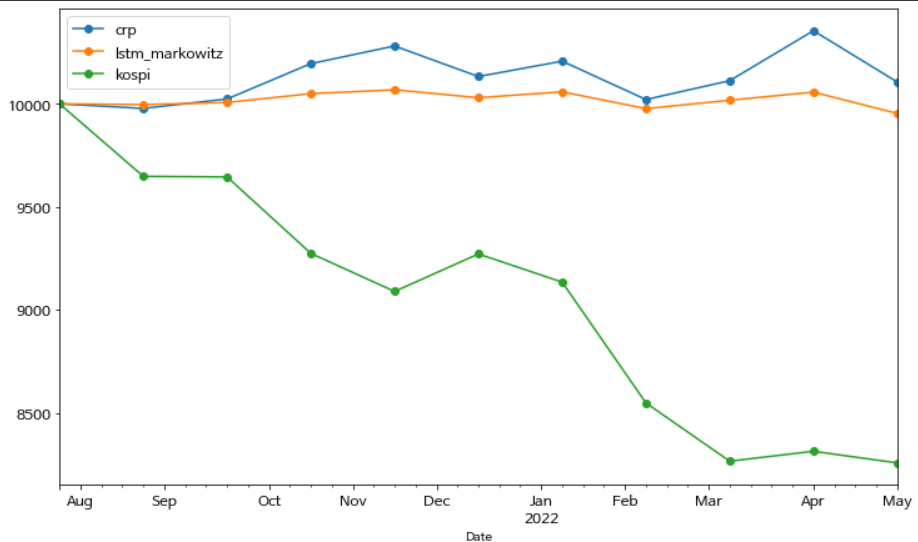 crp
lstm_markowitz
kospi
10000
9500
9000
8500
Aug Sep Oct Nov Dec Jan Feb Mar Apr May
2022
Date